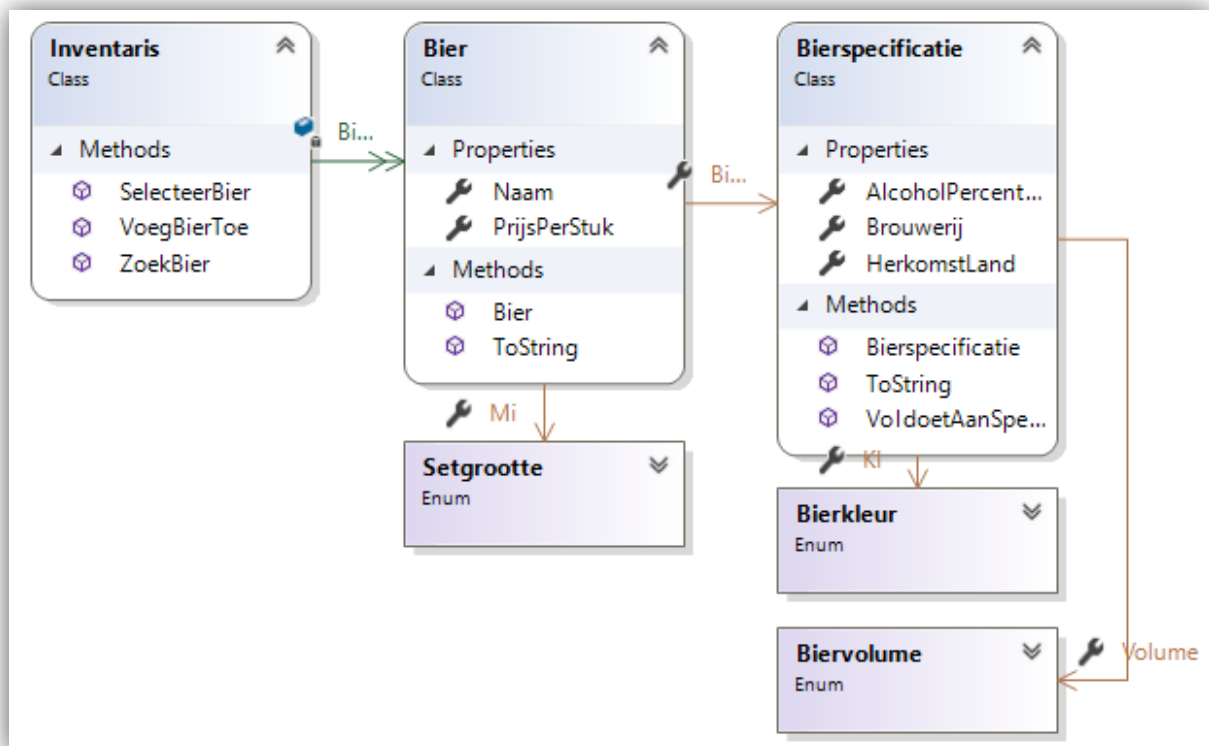 Inventaris
Class
Methods
SelecteerBier
VoegBierToe
ZoekBier
Bi...
Bier
Class
Properties
Naam
PrijsPerStuk
Methods
Bier
ToString
Mi
Setgrootte
Enum
Bi...
Bierspecificatie
Class
Properties
AlcoholPercent...
Brouwerij
HerkomstLand
Methods
Bierspecificatie
ToString
VoldoetAanSpe...
Kl
Bierkleur
Enum
Biervolume
Enum
Volume